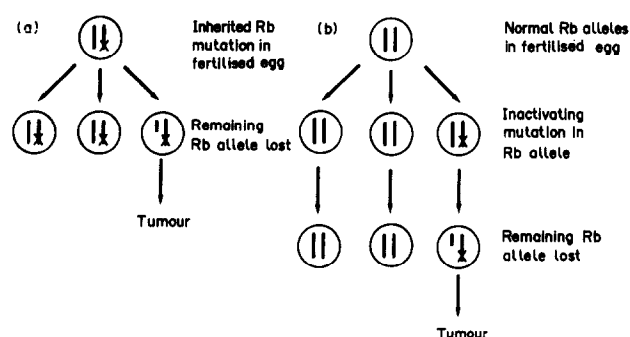 (a)
Inherited Rb
mutation in
fertilised egg
Remaining
Rb allele lost
Tumour
(b)
Normal Rb alleles
in fertilised egg
Inactivating
mutation in
Rb allele
Remaining Rb
allele lost
Tumour